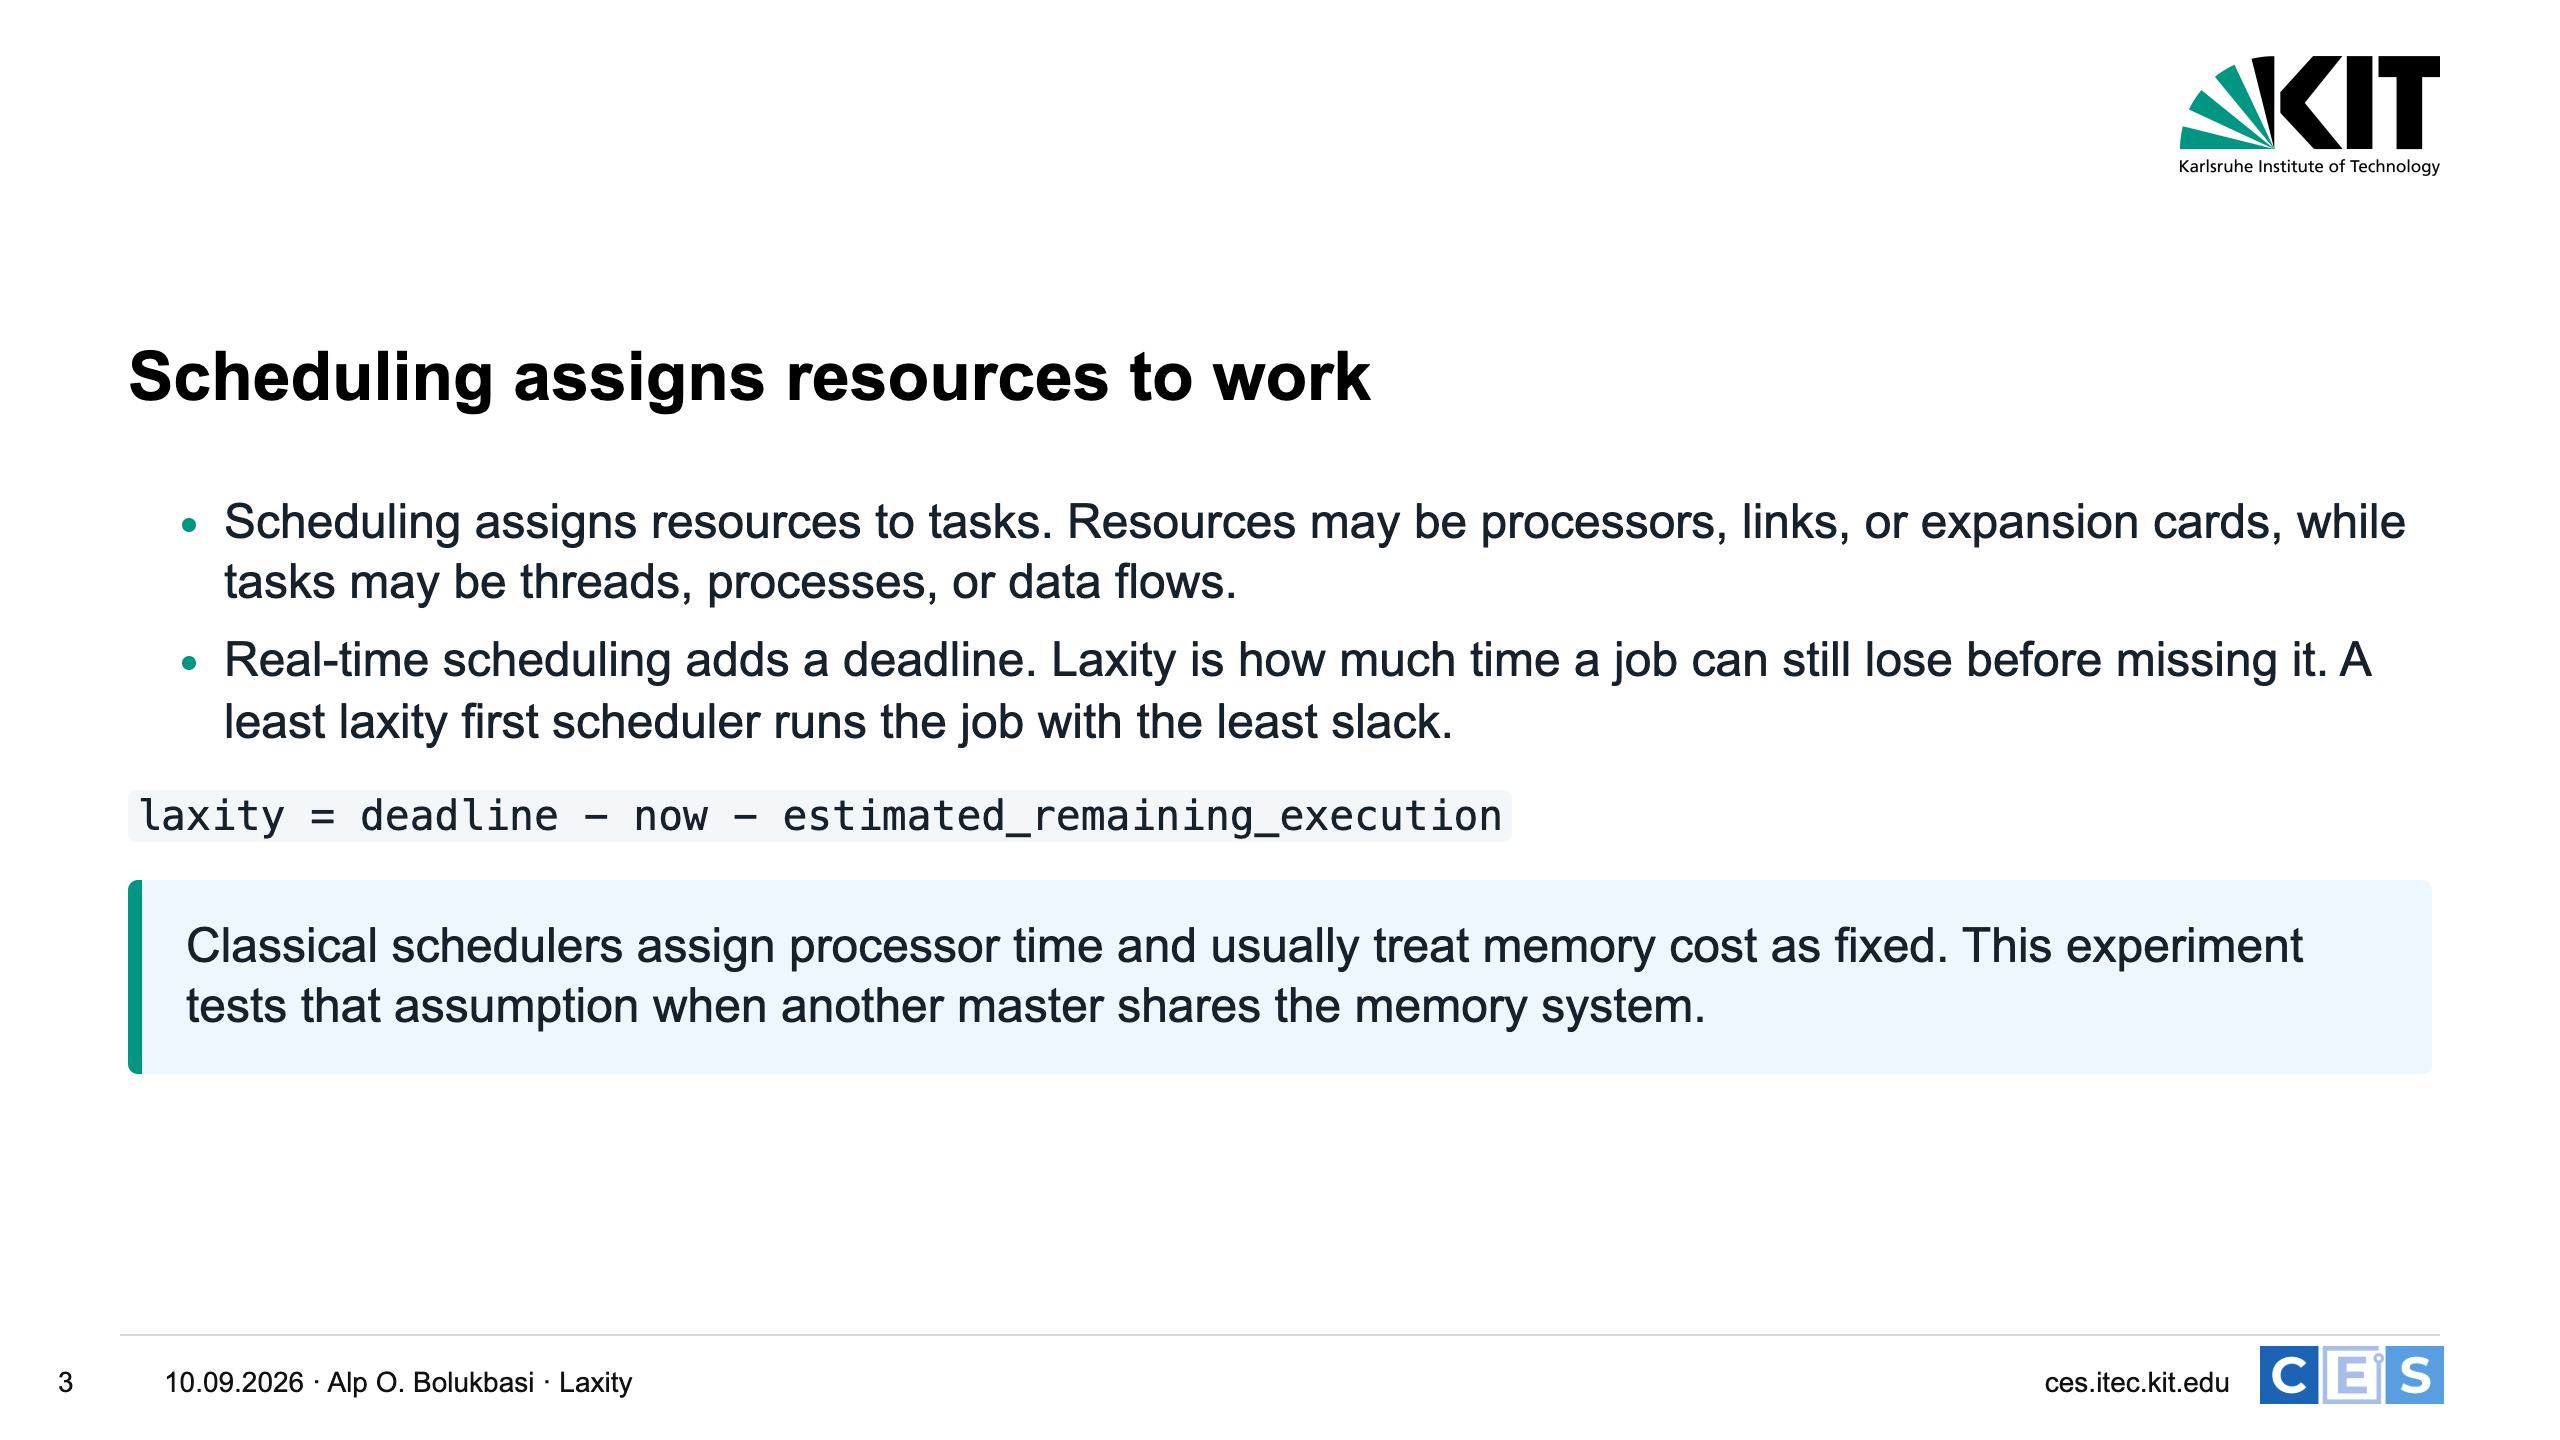 KIT
Karlsruhe Institute of Technology
Scheduling assigns resources to work
• Scheduling assigns resources to tasks. Resources may be processors, links, or expansion cards, while
tasks may be threads, processes, or data flows.
• Real-time scheduling adds a deadline. Laxity is how much time a job can still lose before missing it. A
least laxity first scheduler runs the job with the least slack.
laxity = deadline − now − estimated_remaining_execution
Classical schedulers assign processor time and usually treat memory cost as fixed. This experiment
tests that assumption when another master shares the memory system.
3 10.09.2026 · Alp O. Bolukbasi · Laxity ces.itec.kit.edu CES